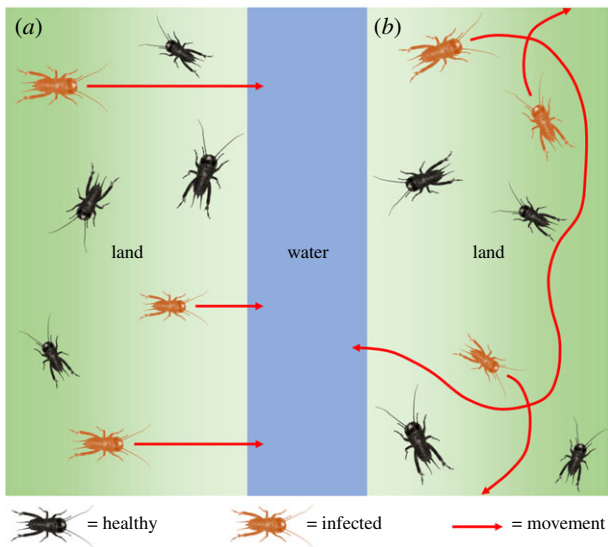 (a)
(b)
land
water
land
= healthy
= infected
= movement